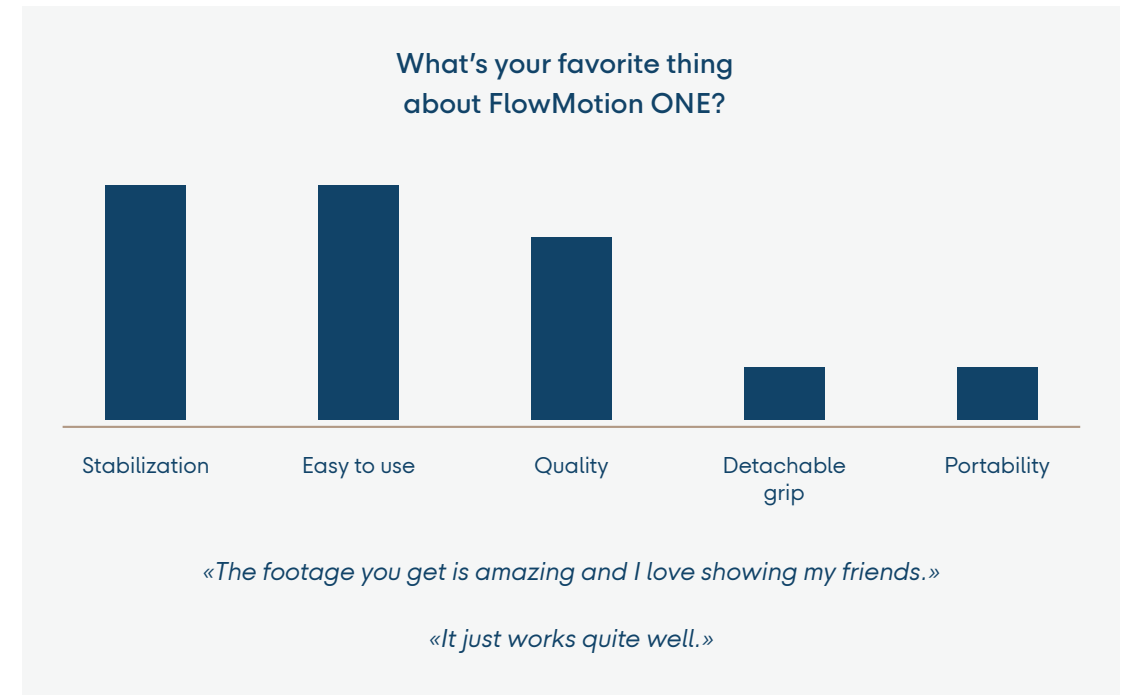 What's your favorite thing
about FlowMotion ONE?
Stabilization
Easy to use
Quality
Detachable
grip
Portability
«The footage you get is amazing and I love showing my friends.»
«It just works quite well.»